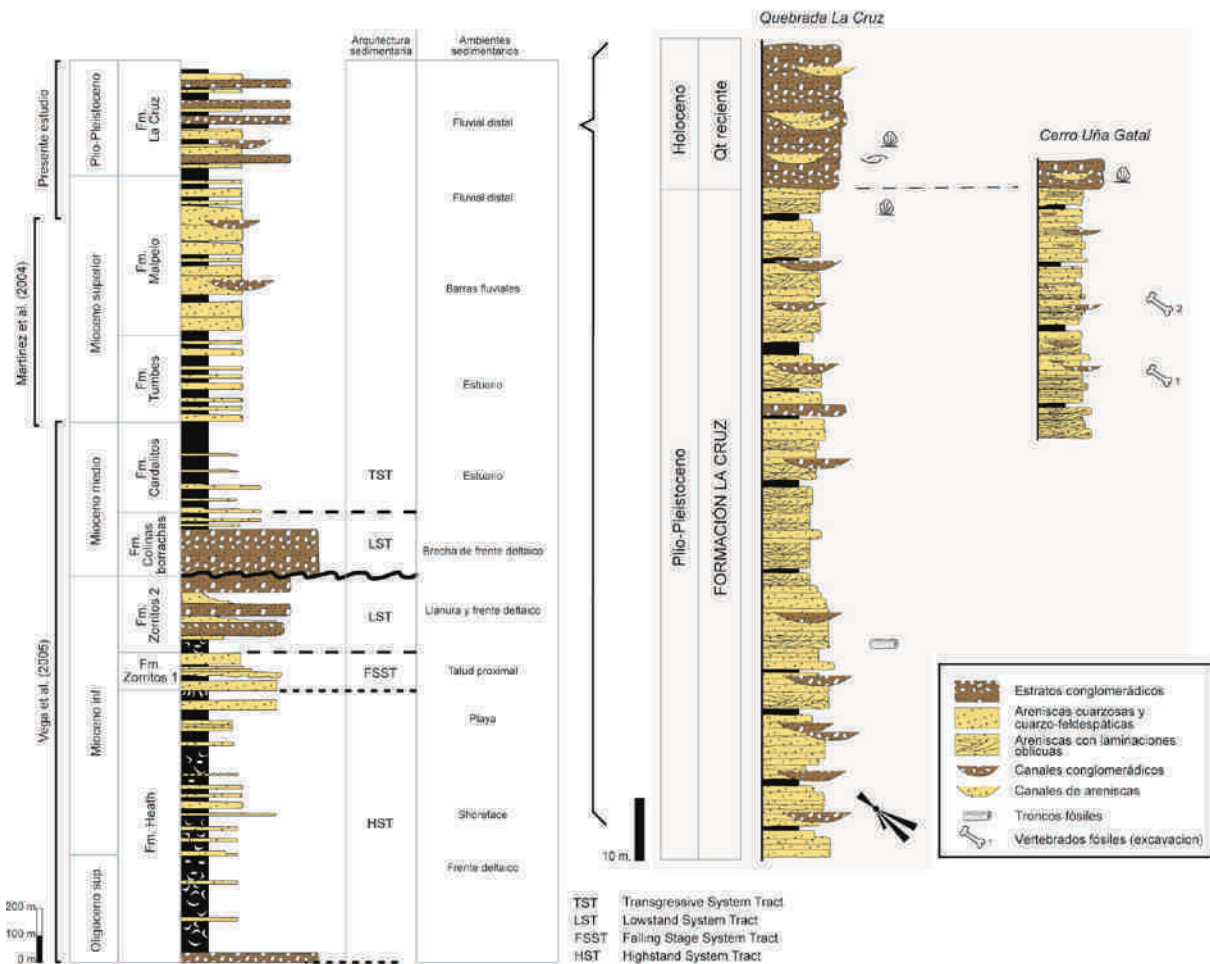 Quebrada La Cruz
Arquitectura
sedimentaria
Ambientes
sedimentarios
Presente estudio
Martinez et al. (2004)
Vega et al. (2005)
Plio-Pleistoceno
Mioceno superior
Mioceno medio
Mioceno inf
Oligoceno sup.
Fm.
La Cruz
Fm.
Malpelo
Fm.
Tumbes
Fm.
Cardalitos
Fm.
Colinas
borrachas
Fm.
Zorritos 2
Fm.
Zorritos 1
Fm. Heath
TST
LST
LST
FSST
HST
Fluvial distal
Fluvial distal
Barras fluviales
Estuario
Estuario
Brecha de frente deltaico
Llanura y frente deltaico
Talud proximal
Playa
Shoreface
Frente deltaico
200 m
100 m
0 m
Holoceno
Qt reciente
Plio-Pleistoceno
FORMACIÓN LA CRUZ
10 m.
Cerro Uña Gatal
2
1
Estratos conglomerádicos
Areniscas cuarzosas y
cuarzo-feldespáticas
Areniscas con laminaciones
oblicuas
Canales conglomerádicos
Canales de areniscas
Troncos fósiles
Vertebrados fósiles (excavacion)
TST Transgressive System Tract
LST Lowstand System Tract
FSST Falling Stage System Tract
HST Highstand System Tract